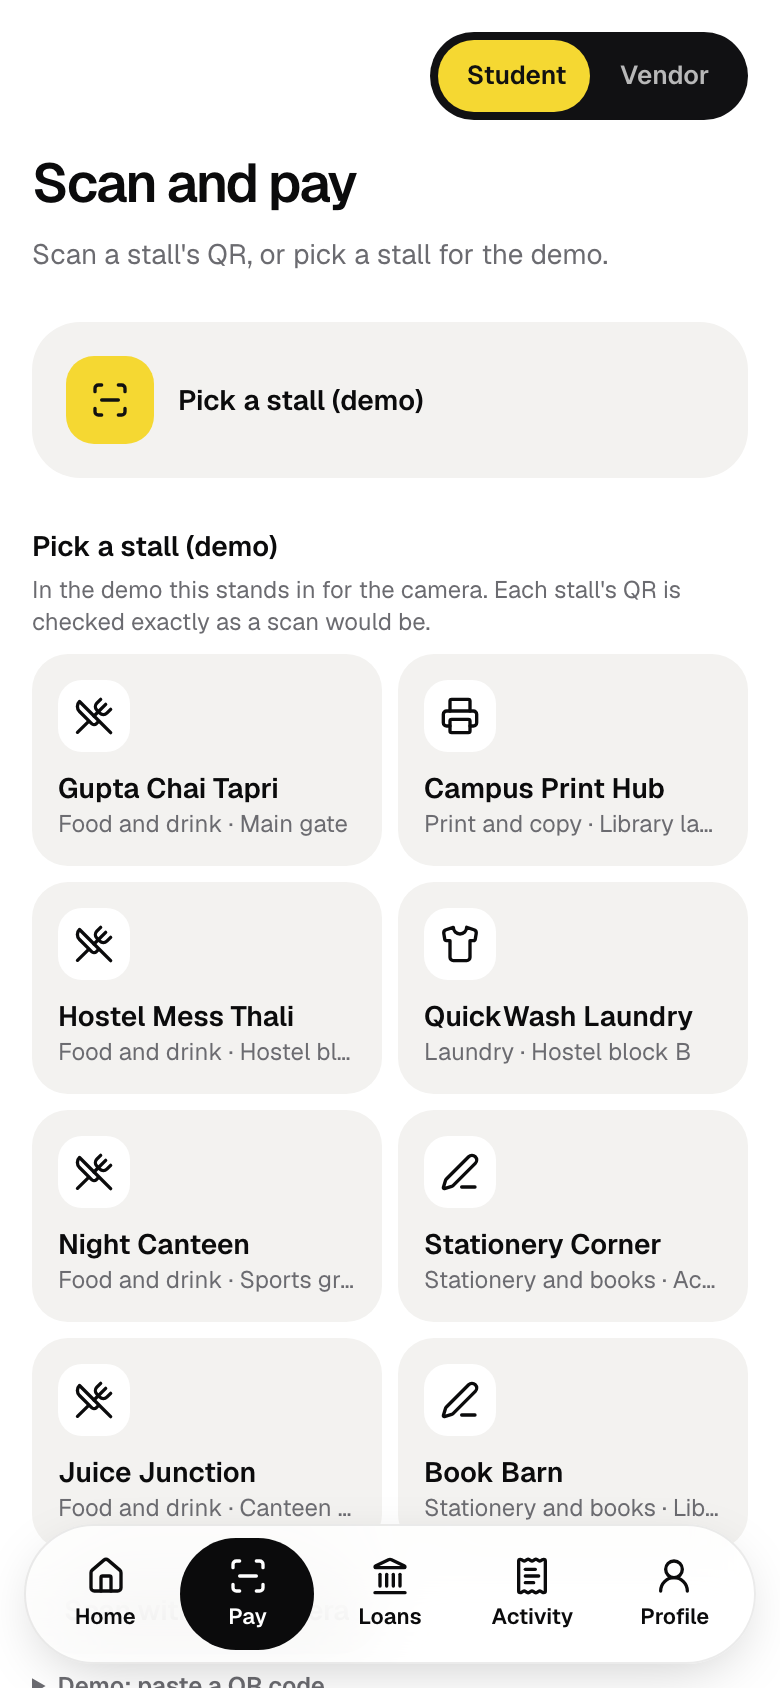 Student Vendor
Scan and pay
Scan a stall's QR, or pick a stall for the demo.
Pick a stall (demo)
Pick a stall (demo)
In the demo this stands in for the camera. Each stall's QR is
checked exactly as a scan would be.
Gupta Chai Tapri
Food and drink · Main gate
Campus Print Hub
Print and copy · Library la...
Hostel Mess Thali
Food and drink · Hostel bl...
QuickWash Laundry
Laundry · Hostel block B
Night Canteen
Food and drink · Sports gr...
Stationery Corner
Stationery and books · Ac...
Juice Junction
Food and drink · Canteen ...
Book Barn
Stationery and books · Lib...
Home Pay Loans Activity Profile
Demo: paste a QR code